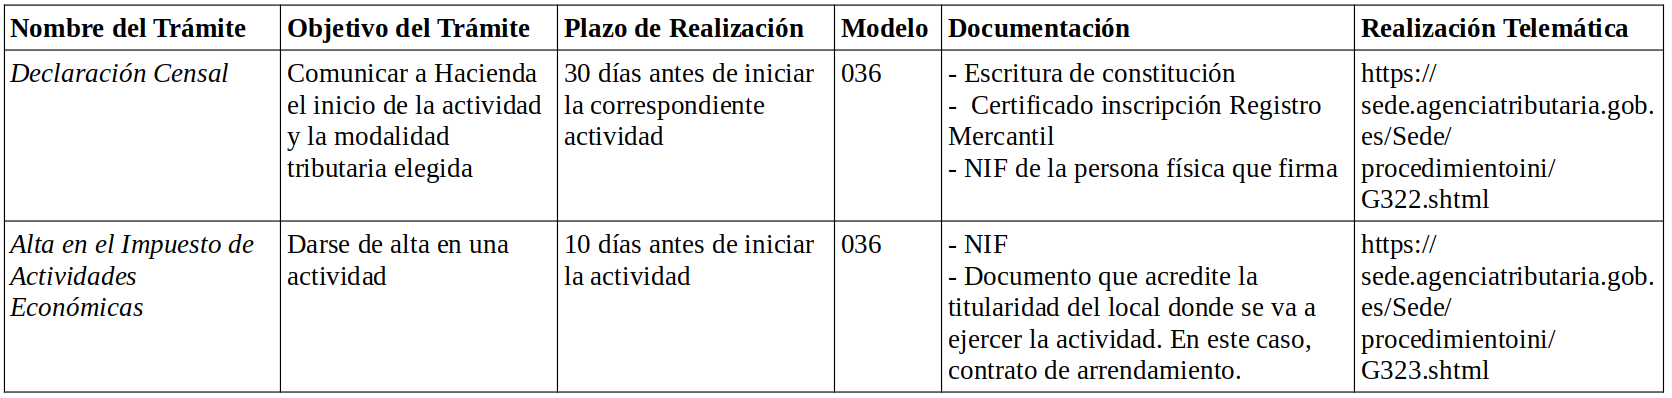 Nombre del Trámite
Objetivo del Trámite
Plazo de Realización
Modelo
Documentación
Realización Telemática
Declaración Censal
Comunicar a Hacienda
el inicio de la actividad
y la modalidad
tributaria elegida
30 días antes de iniciar
la correspondiente
actividad
036
- Escritura de constitución
-  Certificado inscripción Registro
Mercantil
- NIF de la persona física que firma
https://
sede.agenciatributaria.gob.
es/Sede/
procedimientoini/
G322.shtml
Alta en el Impuesto de
Actividades
Económicas
Darse de alta en una
actividad
10 días antes de iniciar
la actividad
036
- NIF
- Documento que acredite la
titularidad del local donde se va a
ejercer la actividad. En este caso,
contrato de arrendamiento.
https://
sede.agenciatributaria.gob.
es/Sede/
procedimientoini/
G323.shtml